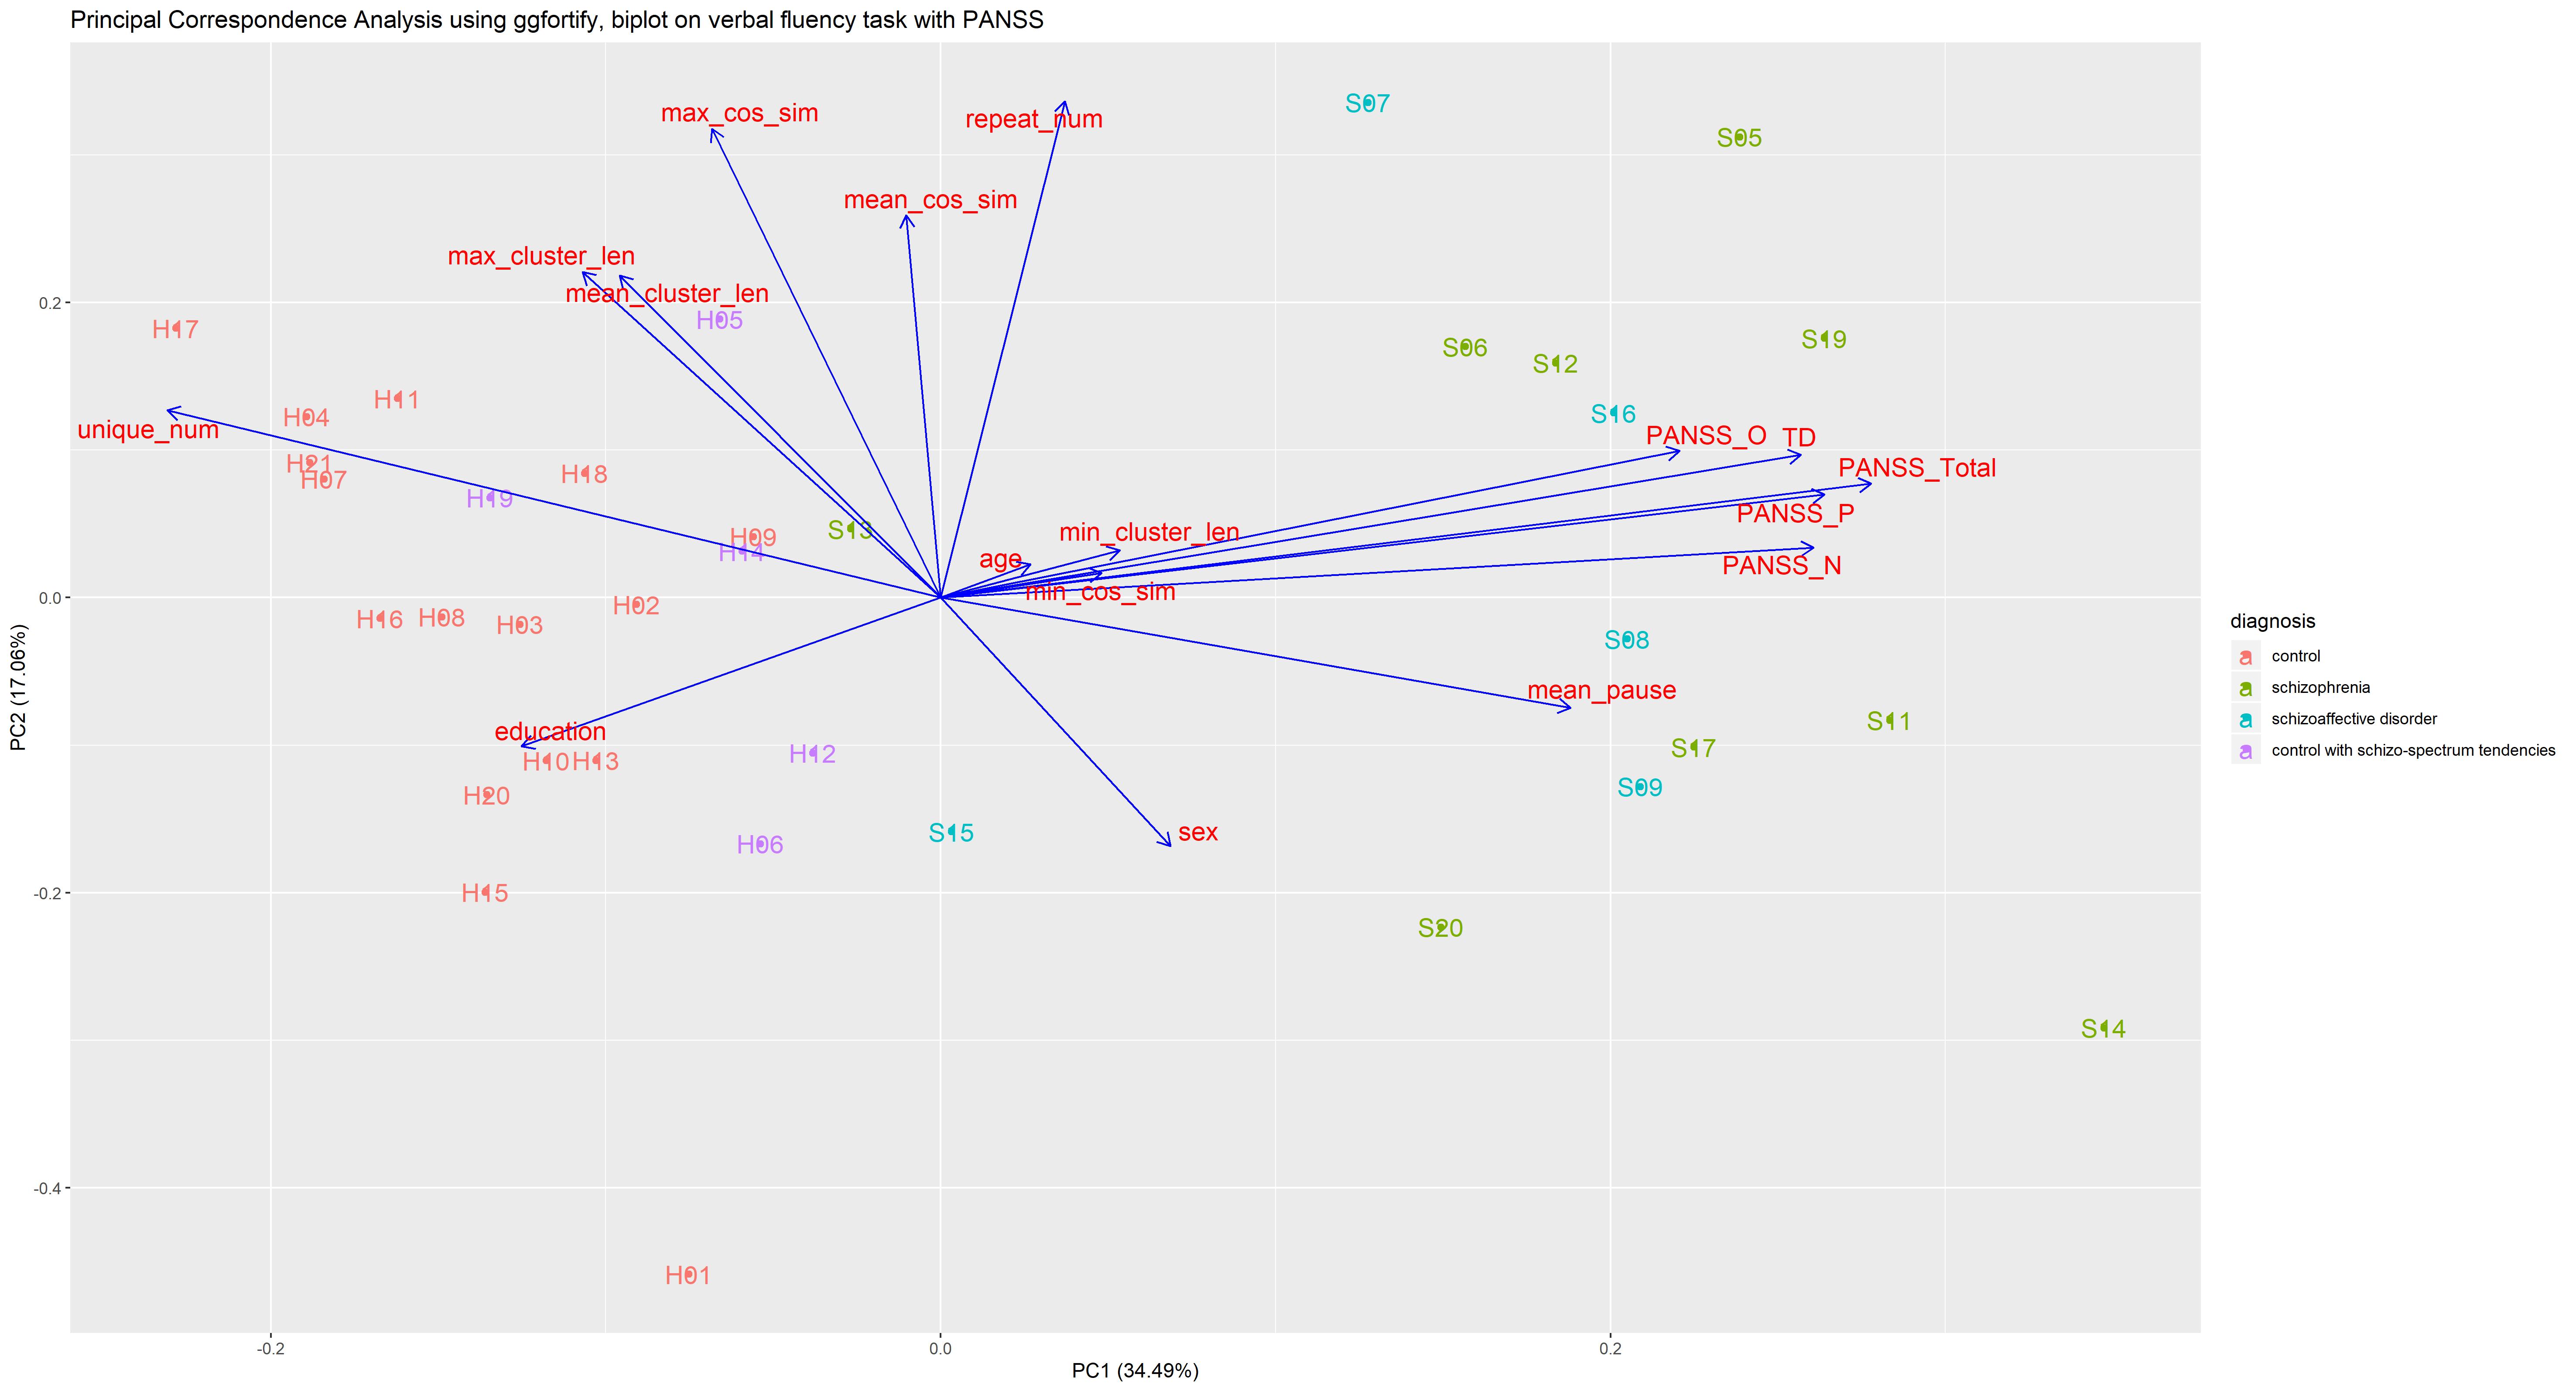 Principal Correspondence Analysis using ggfortify, biplot on verbal fluency task with PANSS
S07
max_cos_sim
repeat_num
S05
mean_cos_sim
max_cluster_len
mean_cluster_len
0.2
H05
H17
S19
S06
S12
H11
S16
H04
unique_num
PANSS_O
TD
H21
PANSS_Total
H18
H07
H19
PANSS_P
S13
min_cluster_len
H09
H14
age
PANSS_N
min_cos_sim
0.0
H02
H16
H08
H03
diagnosis
S08
control
mean_pause
schizophrenia
S11
schizoaffective disorder
education
S17
H12
control with schizo-spectrum tendencies
H10
H13
S09
H20
S15
sex
H06
-0.2
H15
S20
S14
-0.4
H01
-0.2
0.0
0.2
PC1 (34.49%)
PC2 (17.06%)
a
a
a
a